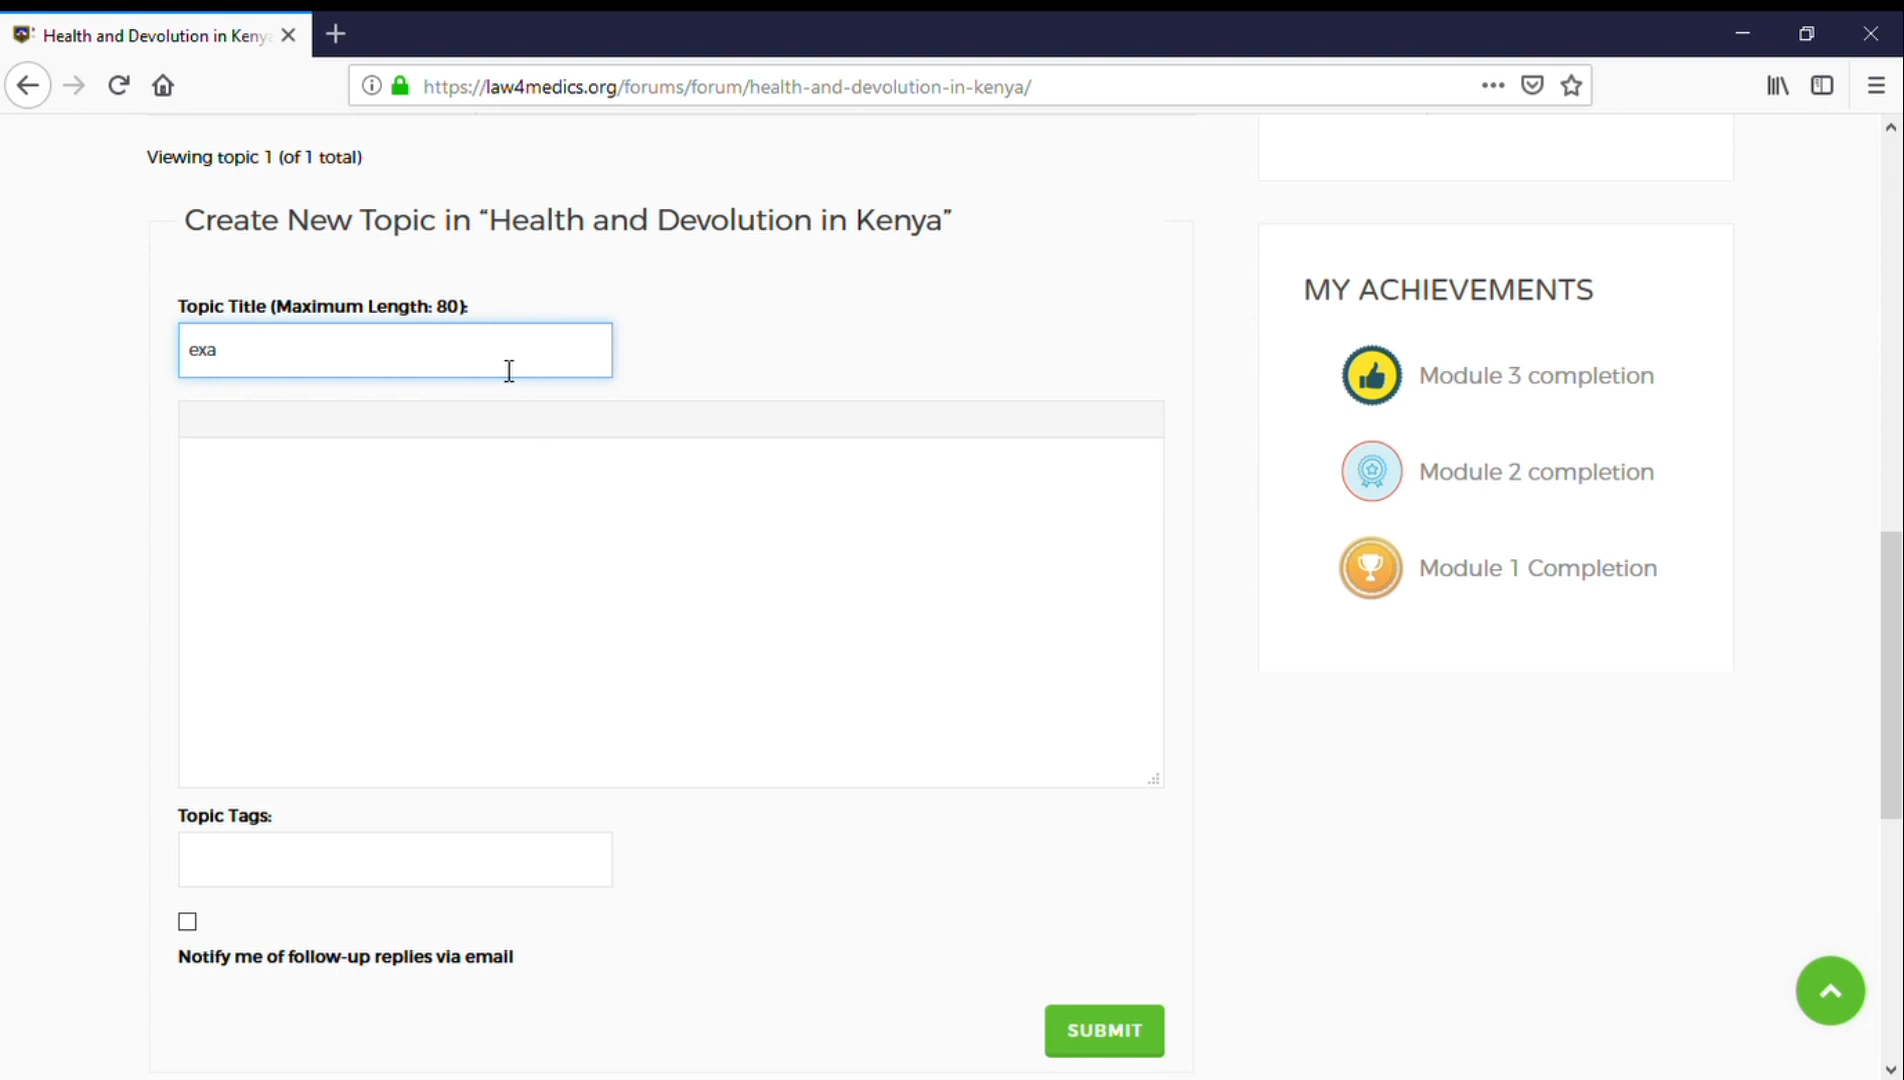 Health and Devolution in Keny
https://law4medics.org/forums/forum/health-and-devolution-in-kenya/
Viewing topic 1 (of 1 total)
Create New Topic in “Health and Devolution in Kenya”
Topic Title (Maximum Length: 80):
exa
Topic Tags:
Notify me of follow-up replies via email
SUBMIT
MY ACHIEVEMENTS
Module 3 completion
Module 2 completion
Module 1 Completion